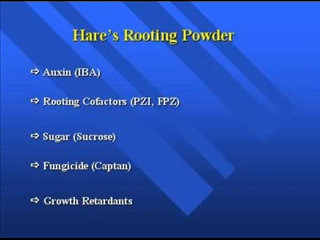 Hare's Rooting Powder
Auxin (IBA)
Rooting Cofactors (PZI, FPZ)
Sugar (Sucrose)
Fungicide (Captan)
Growth Retardants